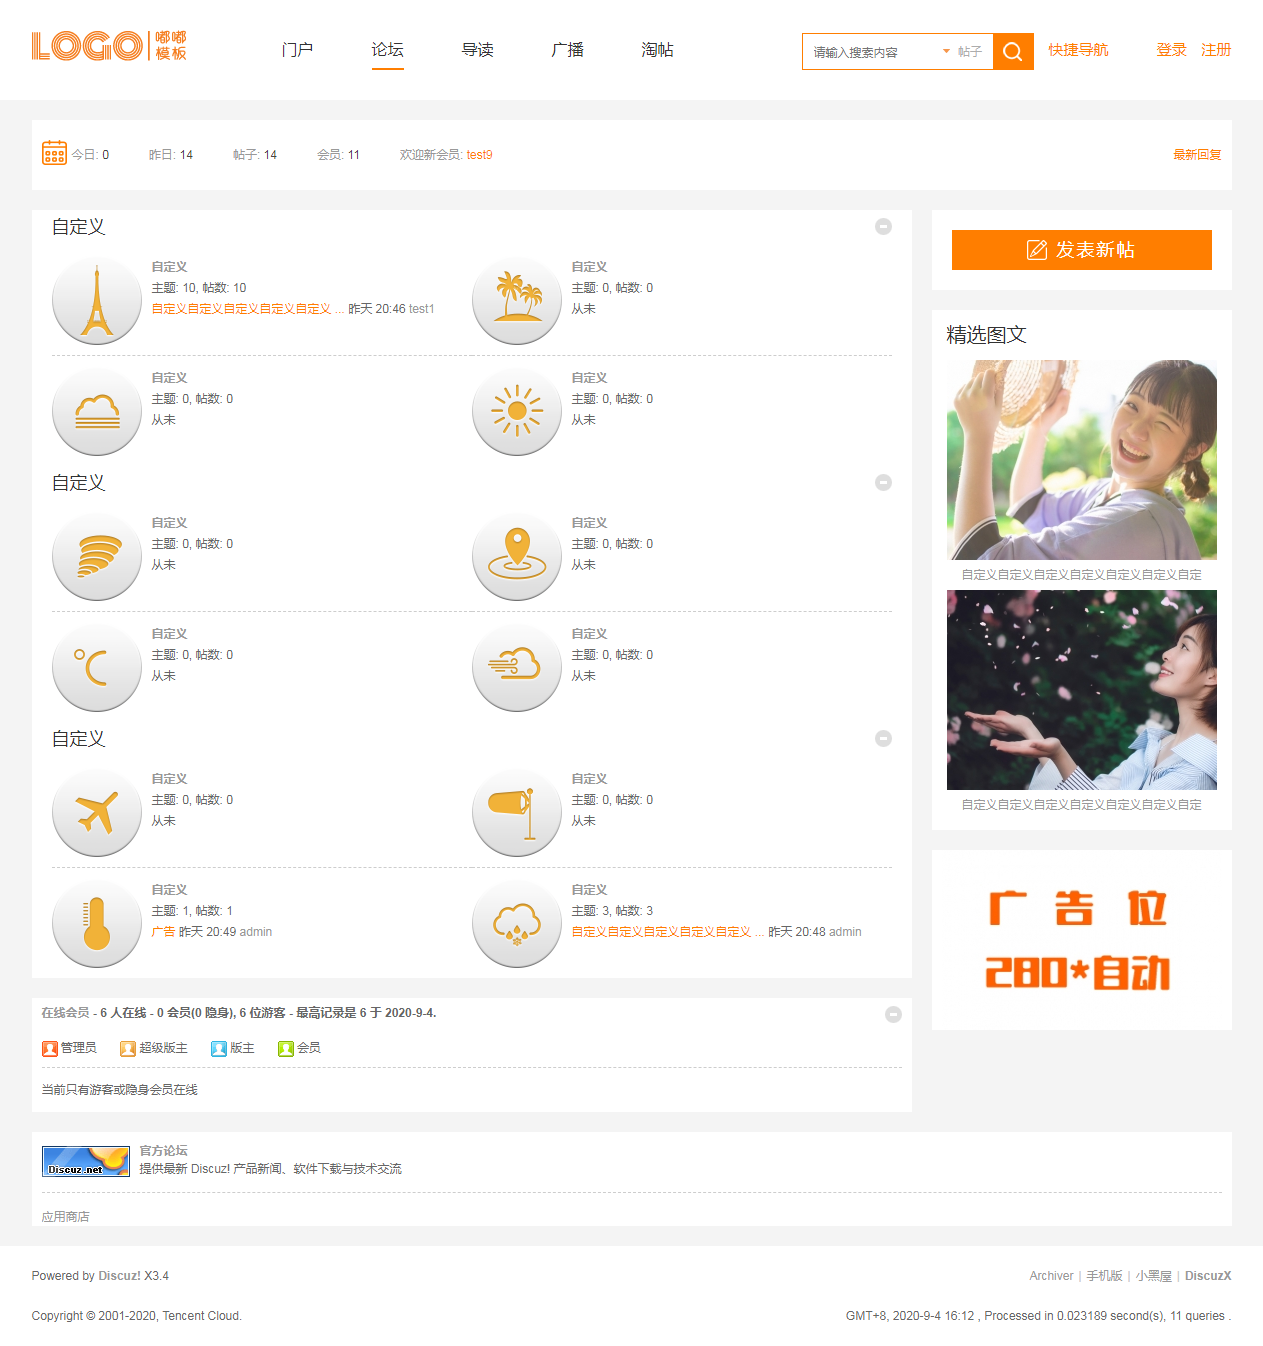 LOGO 嘟嘟模板
门户 论坛 导读 广播 淘帖
请输入搜索内容 帖子 快捷导航 登录 注册
今日: 0 昨日: 14 帖子: 14 会员: 11 欢迎新会员: test9 最新回复
自定义
自定义
主题: 10, 帖数: 10
自定义自定义自定义自定义自定义 ... 昨天 20:46 test1
自定义
主题: 0, 帖数: 0
从未
自定义
主题: 0, 帖数: 0
从未
自定义
主题: 0, 帖数: 0
从未
自定义
自定义
主题: 0, 帖数: 0
从未
自定义
主题: 0, 帖数: 0
从未
自定义
主题: 0, 帖数: 0
从未
自定义
主题: 0, 帖数: 0
从未
自定义
自定义
主题: 0, 帖数: 0
从未
自定义
主题: 0, 帖数: 0
从未
自定义
主题: 1, 帖数: 1
广告 昨天 20:49 admin
自定义
主题: 3, 帖数: 3
自定义自定义自定义自定义自定义 ... 昨天 20:48 admin
发表新帖
精选图文
自定义自定义自定义自定义自定义自定义自定
自定义自定义自定义自定义自定义自定义自定
广告位
280*自动
在线会员 - 6 人在线 - 0 会员(0 隐身), 6 位游客 - 最高记录是 6 于 2020-9-4.
管理员 超级版主 版主 会员
当前只有游客或隐身会员在线
Discuz.net
官方论坛
提供最新 Discuz! 产品新闻、软件下载与技术交流
应用商店
Powered by Discuz! X3.4
Archiver | 手机版 | 小黑屋 | DiscuzX
Copyright © 2001-2020, Tencent Cloud.
GMT+8, 2020-9-4 16:12 , Processed in 0.023189 second(s), 11 queries .